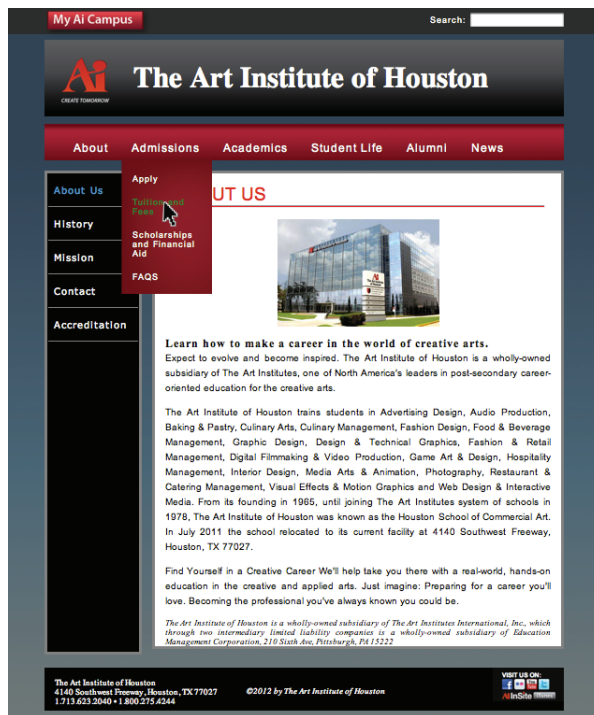 My Ai Campus
Search:
Ai
CREATE TOMORROW
The Art Institute of Houston
About Admissions Academics Student Life Alumni News
About Us
History
Mission
Contact
Accreditation
Apply
Tuition and
Fees
Scholarships
and Financial
Aid
FAQS
UT US
Learn how to make a career in the world of creative arts.
Expect to evolve and become inspired. The Art Institute of Houston is a wholly-owned
subsidiary of The Art Institutes, one of North America's leaders in post-secondary career-
oriented education for the creative arts.
The Art Institute of Houston trains students in Advertising Design, Audio Production,
Baking & Pastry, Culinary Arts, Culinary Management, Fashion Design, Food & Beverage
Management, Graphic Design, Design & Technical Graphics, Fashion & Retail
Management, Digital Filmmaking & Video Production, Game Art & Design, Hospitality
Management, Interior Design, Media Arts & Animation, Photography, Restaurant &
Catering Management, Visual Effects & Motion Graphics and Web Design & Interactive
Media. From its founding in 1965, until joining The Art Institutes system of schools in
1978, The Art Institute of Houston was known as the Houston School of Commercial Art.
In July 2011 the school relocated to its current facility at 4140 Southwest Freeway,
Houston, TX 77027.
Find Yourself in a Creative Career We'll help take you there with a real-world, hands-on
education in the creative and applied arts. Just imagine: Preparing for a career you'll
love. Becoming the professional you've always known you could be.
The Art Institute of Houston is a wholly-owned subsidiary of The Art Institutes International, Inc., which
through two intermediary limited liability companies is a wholly-owned subsidiary of Education
Management Corporation, 210 Sixth Ave, Pittsburgh, PA 15222
The Art Institute of Houston
4140 Southwest Freeway, Houston, TX 77027
1.713.623.2040 • 1.800.275.4244
©2012 by The Art Institute of Houston
VISIT US ON:
AiInSite